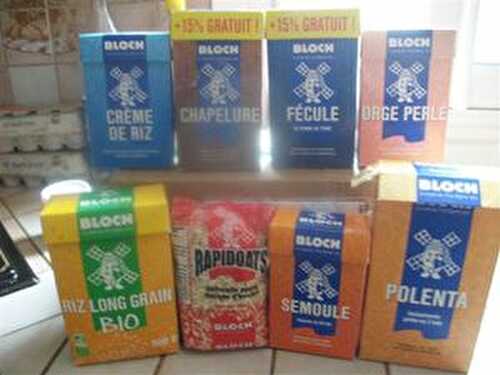 BLOCH
CRÈME
DE RIZ
+15% GRATUIT !
BLOCH
CHAPELURE
+15% GRATUIT !
BLOCH
FÉCULE
BLOCH
ORGE PERLÉ
BLOCH
RIZ LONG GRAIN
BIO
RAPIDOATS
BLOCH
BLOCH
SEMOULE
BLOCH
POLENTA